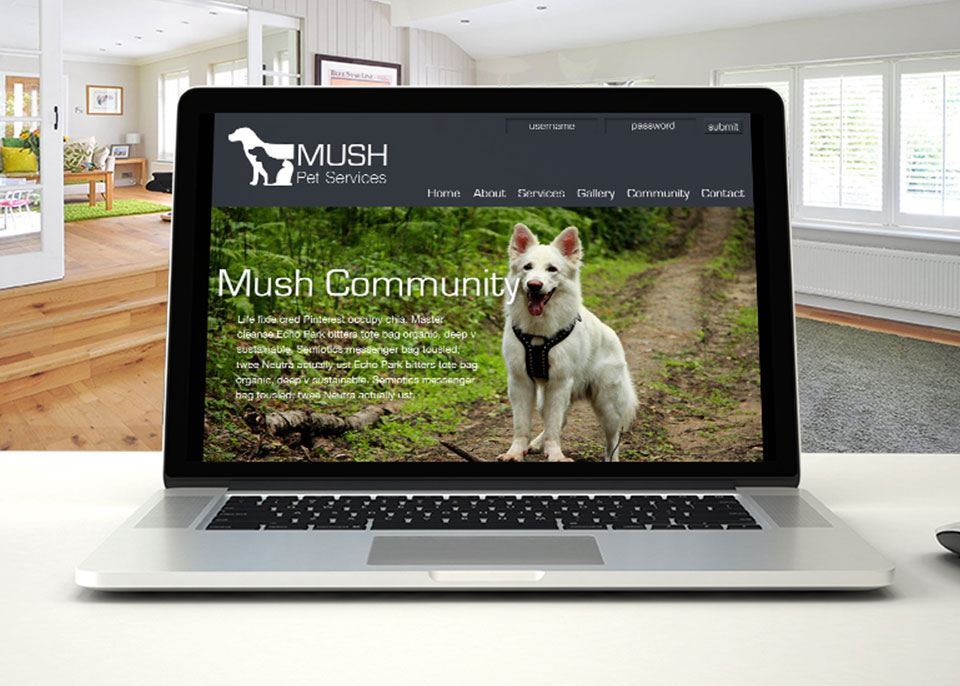 username password submit
MUSH
Pet Services
Home About Services Gallery Community Contact
Mush Community
Life fixie cred Pinterest occupy chia. Master
cleanse Echo Park bitters tote bag organic, deep v
sustainable. Semiotics messenger bag tousled,
twee Neutra actually ust.Echo Park bitters tote bag
organic, deep v sustainable. Semiotics messenger
bag tousled, twee Neutra actually ust.